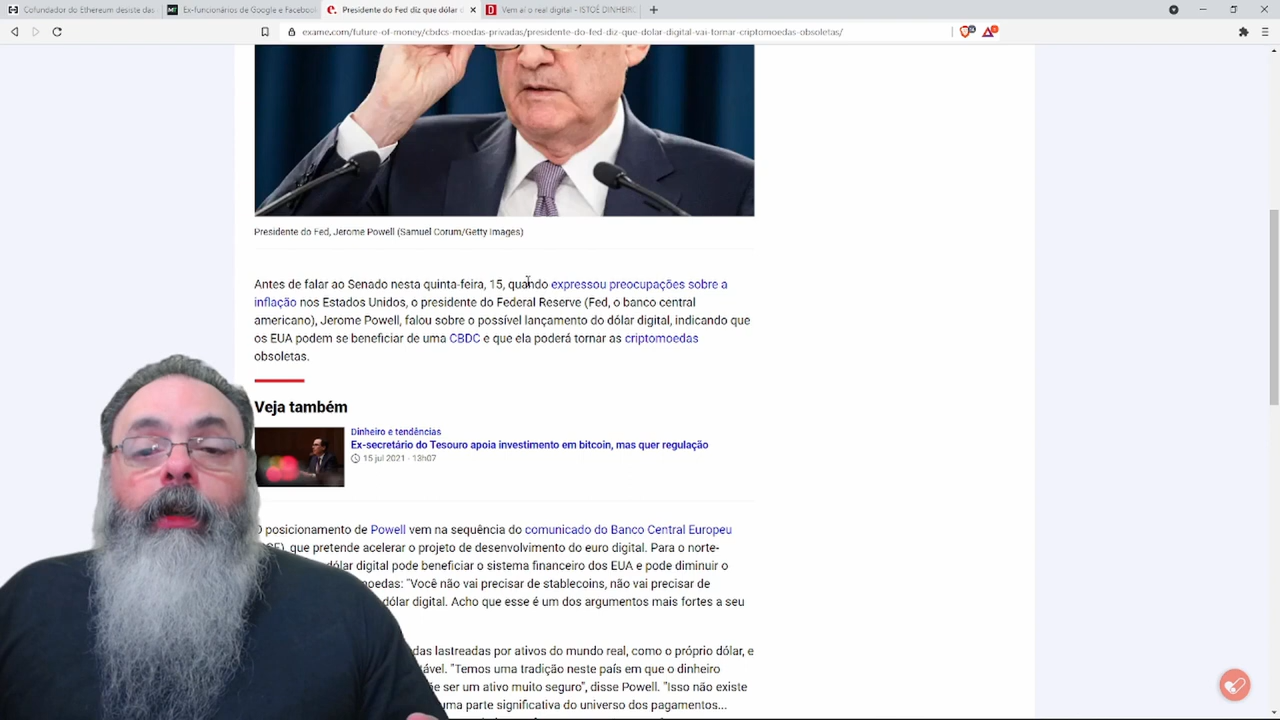 Cofundador do Ethereum desiste das
Ex-funcionários de Google e Facebook
Presidente do Fed diz que dólar d
Vem aí o real digital - ISTOÉ DINHEIRO
exame.com/future-of-money/cbdcs-moedas-privadas/presidente-do-fed-diz-que-dolar-digital-vai-tornar-criptomoedas-obsoletas/
Presidente do Fed, Jerome Powell (Samuel Corum/Getty Images)
Antes de falar ao Senado nesta quinta-feira, 15, quando expressou preocupações sobre a
inflação nos Estados Unidos, o presidente do Federal Reserve (Fed, o banco central
americano), Jerome Powell, falou sobre o possível lançamento do dólar digital, indicando que
os EUA podem se beneficiar de uma CBDC e que ela poderá tornar as criptomoedas
obsoletas.
Veja também
Dinheiro e tendências
Ex-secretário do Tesouro apoia investimento em bitcoin, mas quer regulação
15 jul 2021 - 13h07
O posicionamento de Powell vem na sequência do comunicado do Banco Central Europeu
que pretende acelerar o projeto de desenvolvimento do euro digital. Para o norte-
dólar digital pode beneficiar o sistema financeiro dos EUA e pode diminuir o
"Você não vai precisar de stablecoins, não vai precisar de
dólar digital. Acho que esse é um dos argumentos mais fortes a seu
lastreadas por ativos do mundo real, como o próprio dólar, e
"Temos uma tradição neste país em que o dinheiro
ser um ativo muito seguro", disse Powell. "Isso não existe
uma parte significativa do universo dos pagamentos...